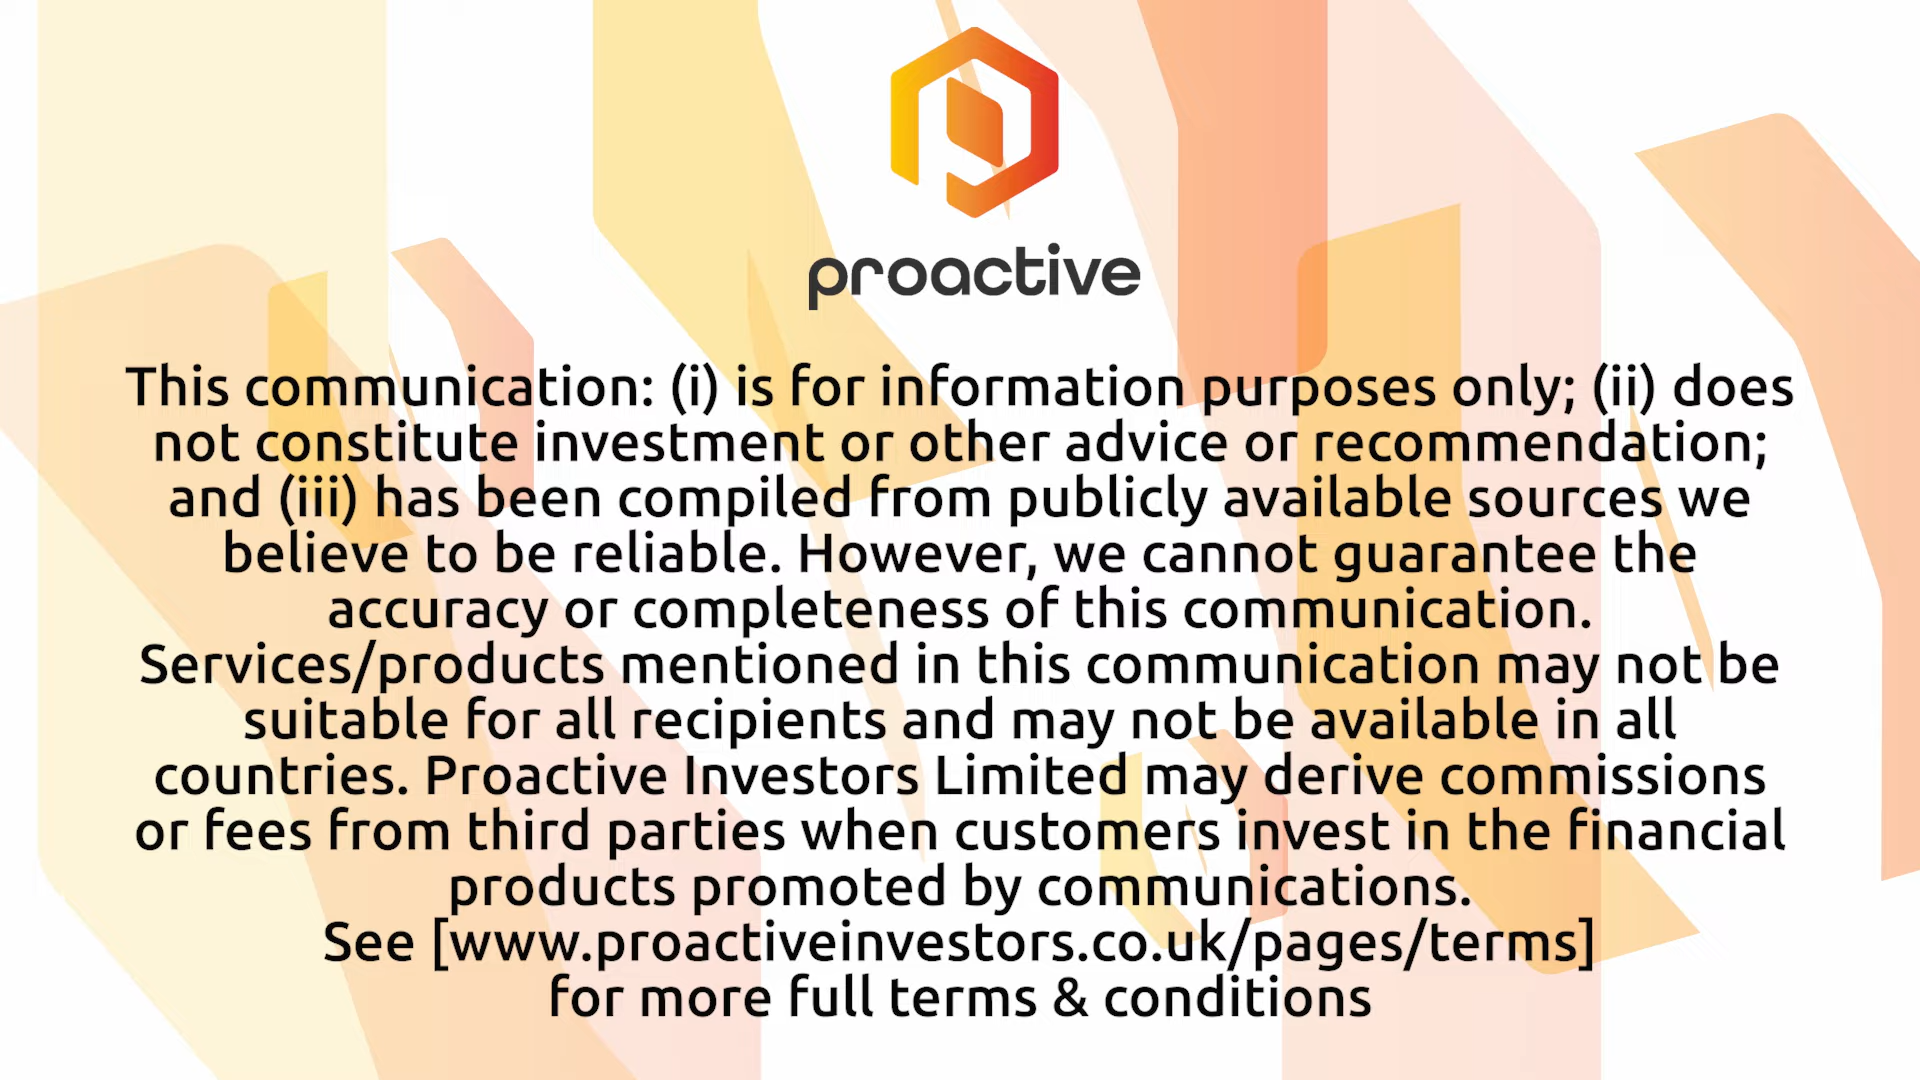 proactive
This communication: (i) is for information purposes only; (ii) does
not constitute investment or other advice or recommendation;
and (iii) has been compiled from publicly available sources we
believe to be reliable. However, we cannot guarantee the
accuracy or completeness of this communication.
Services/products mentioned in this communication may not be
suitable for all recipients and may not be available in all
countries. Proactive Investors Limited may derive commissions
or fees from third parties when customers invest in the financial
products promoted by communications.
See [www.proactiveinvestors.co.uk/pages/terms]
for more full terms & conditions